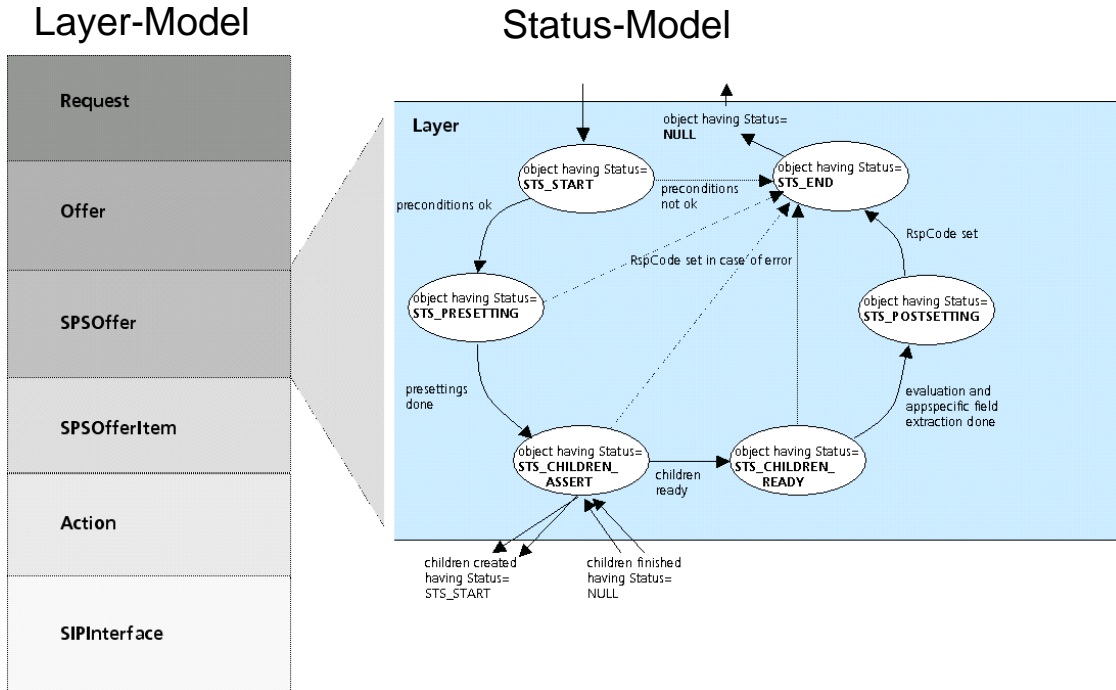 Layer-Model
Status-Model
Request
Offer
SPSOffer
SPSOfferItem
Action
SIPInterface
Layer
object having Status=
NULL
object having Status=
STS_START
object having Status=
STS_END
preconditions
not ok
preconditions ok
RspCode set
RspCode set in case of error
object having Status=
STS_PRESETTING
object having Status=
STS_POSTSETTING
presettings
done
evaluation and
appspecific field
extraction done
object having Status=
STS_CHILDREN_
ASSERT
children
ready
object having Status=
STS_CHILDREN_
READY
children created
having Status=
STS_START
children finished
having Status=
NULL